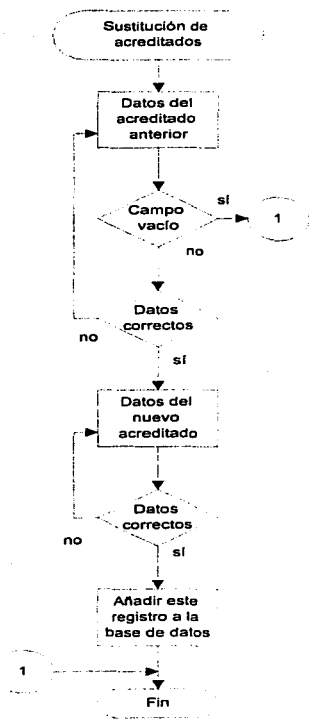 Sustitución de
acreditados
Datos del
acreditado
anterior
Campo
vacío
sí
1
no
Datos
correctos
no
sí
Datos del
nuevo
acreditado
Datos
correctos
no
sí
Añadir este
registro a la
base de datos
1
Fin